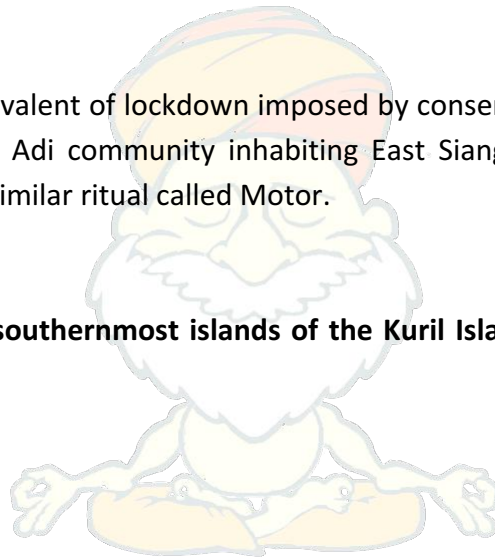 valent of lockdown imposed by conser
Adi community inhabiting East Siang
imilar ritual called Motor.
southernmost islands of the Kuril Isla